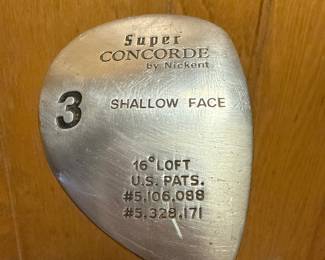 Super
CONCORDE
by Nickent
3
SHALLOW FACE
16° LOFT
U.S. PATS.
#5,106,088
#5,328,171